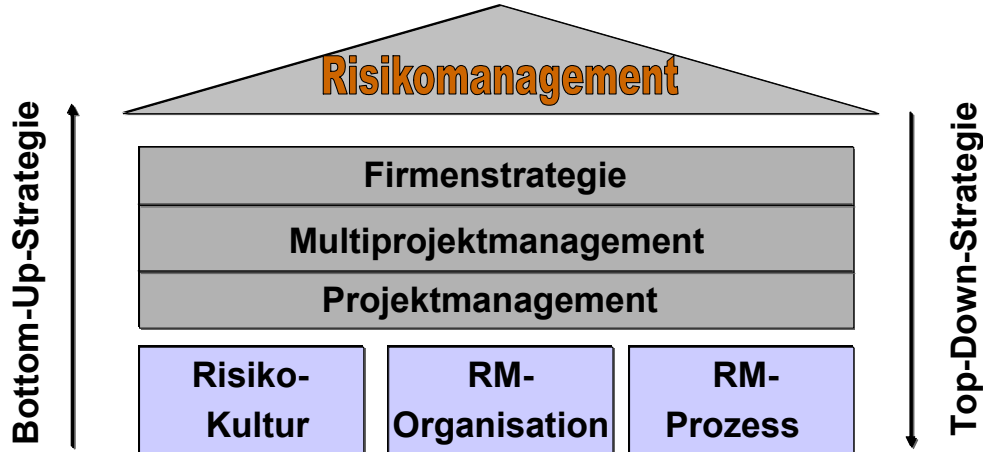 Risikomanagement
Bottom-Up-Strategie
Firmenstrategie
Multiprojektmanagement
Projektmanagement
Risiko-
Kultur
RM-
Organisation
RM-
Prozess
Top-Down-Strategie